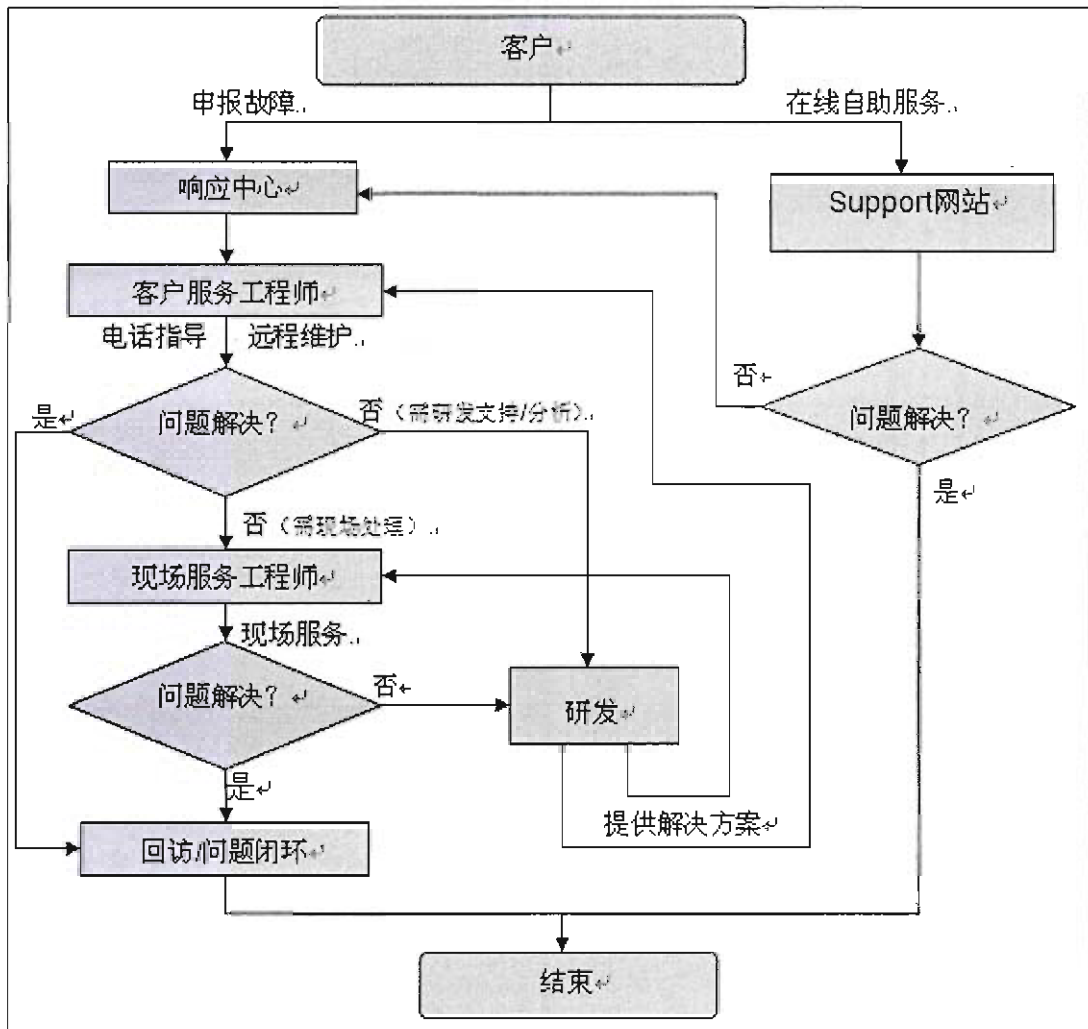 客户
申报故障
在线自助服务
响应中心
Support网站
客户服务工程师
电话指导 远程维护
否
是
问题解决?
否（需研发支持/分析）
问题解决?
是
否（需现场处理）
现场服务工程师
现场服务
问题解决?
否
研发
是
提供解决方案
回访/问题闭环
结束